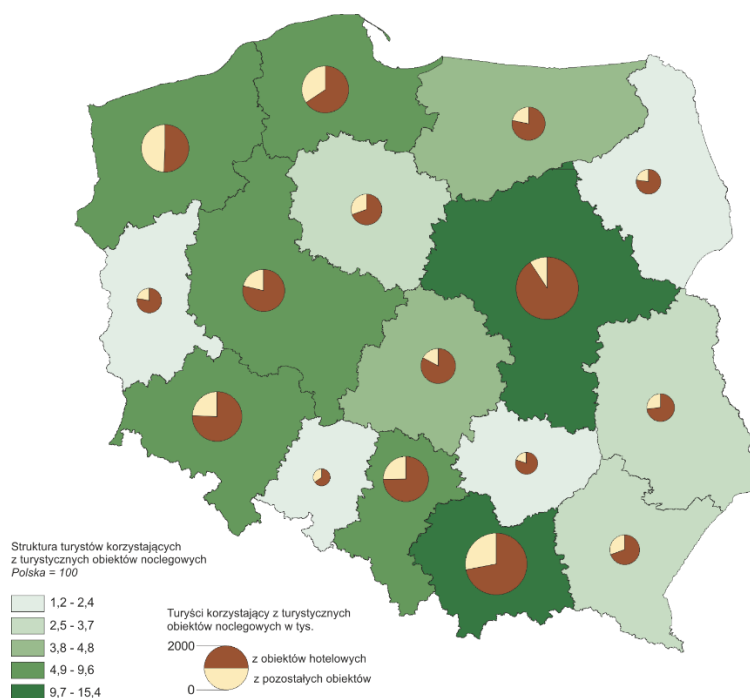 Struktura turystów korzystających
z turystycznych obiektów noclegowych
Polska = 100
1,2 - 2,4
2,5 - 3,7
3,8 - 4,8
4,9 - 9,6
9,7 - 15,4
Turyści korzystający z turystycznych
obiektów noclegowych w tys.
2000
z obiektów hotelowych
z pozostałych obiektów
0